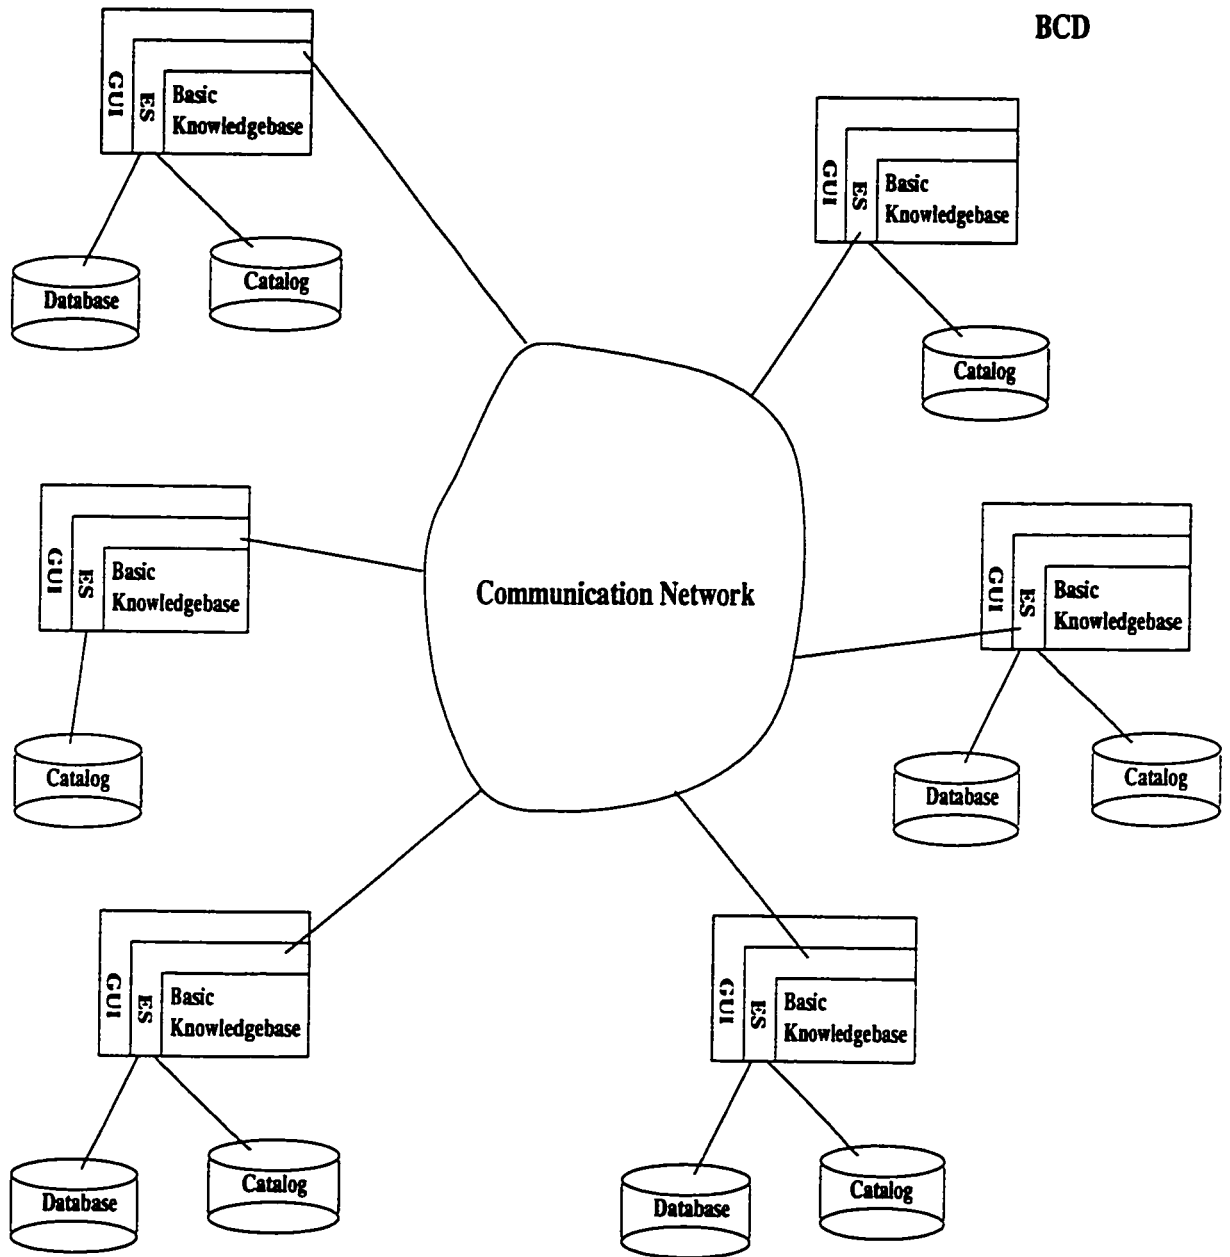 BCD
GUI
ES
Basic
Knowledgebase
Database
Catalog
GUI
ES
Basic
Knowledgebase
Catalog
GUI
ES
Basic
Knowledgebase
Catalog
Communication Network
GUI
ES
Basic
Knowledgebase
Database
Catalog
GUI
ES
Basic
Knowledgebase
Database
Catalog
GUI
ES
Basic
Knowledgebase
Database
Catalog